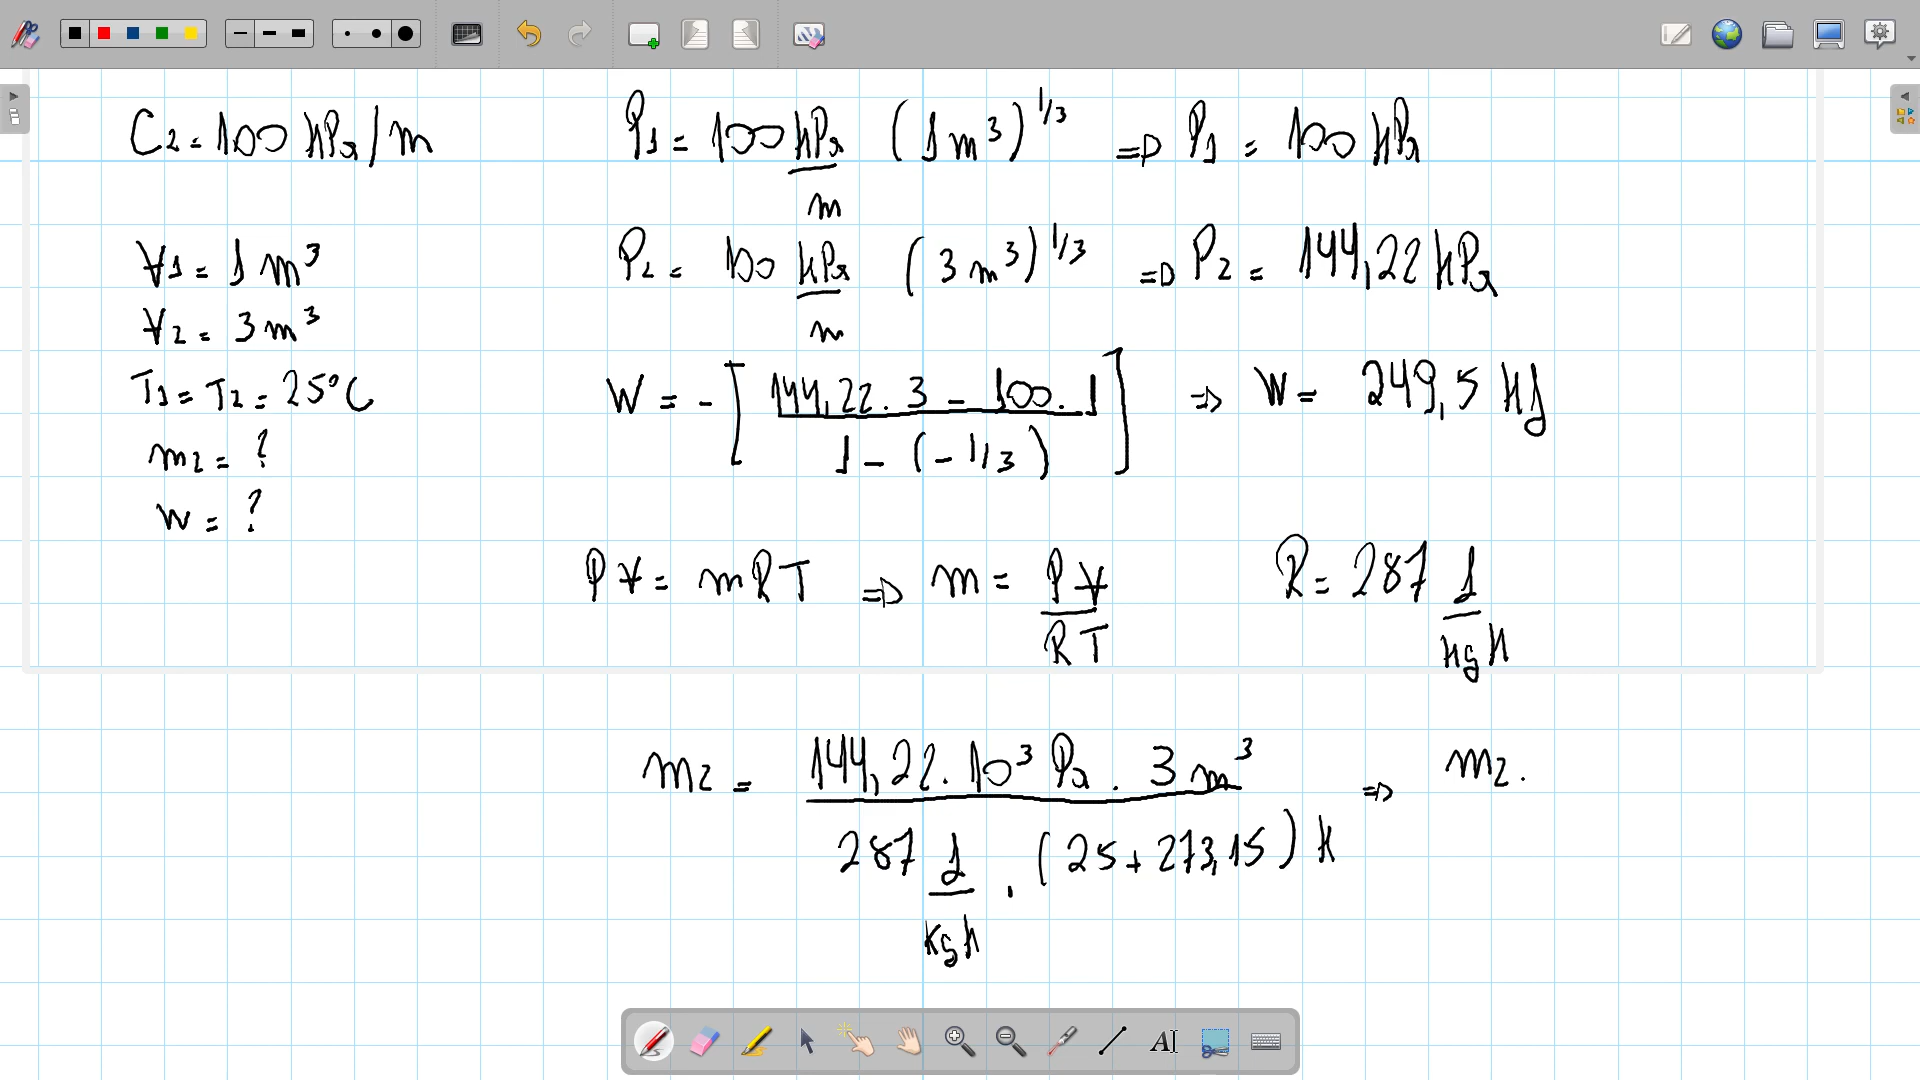 C₂ = 100 kPa/m
V₁ = 1 m³
V₂ = 3 m³
T₁ = T₂ = 25°C
m₂ = ?
W = ?
P₁ = 100 kPa/m (1 m³)^1/3 ⇒ P₁ = 100 kPa
P₂ = 100 kPa/m (3 m³)^1/3 ⇒ P₂ = 144,22 kPa
W = - [ (144,22 . 3 - 100 . 1) / (1 - (-1/3)) ] ⇒ W = 249,5 kJ
PV = mRT ⇒ m = PV/RT R = 287 J/kgK
m₂ = 144,22 . 10³ Pa . 3 m³ / 287 J/kgK . (25 + 273,15) K ⇒ m₂ .
AI